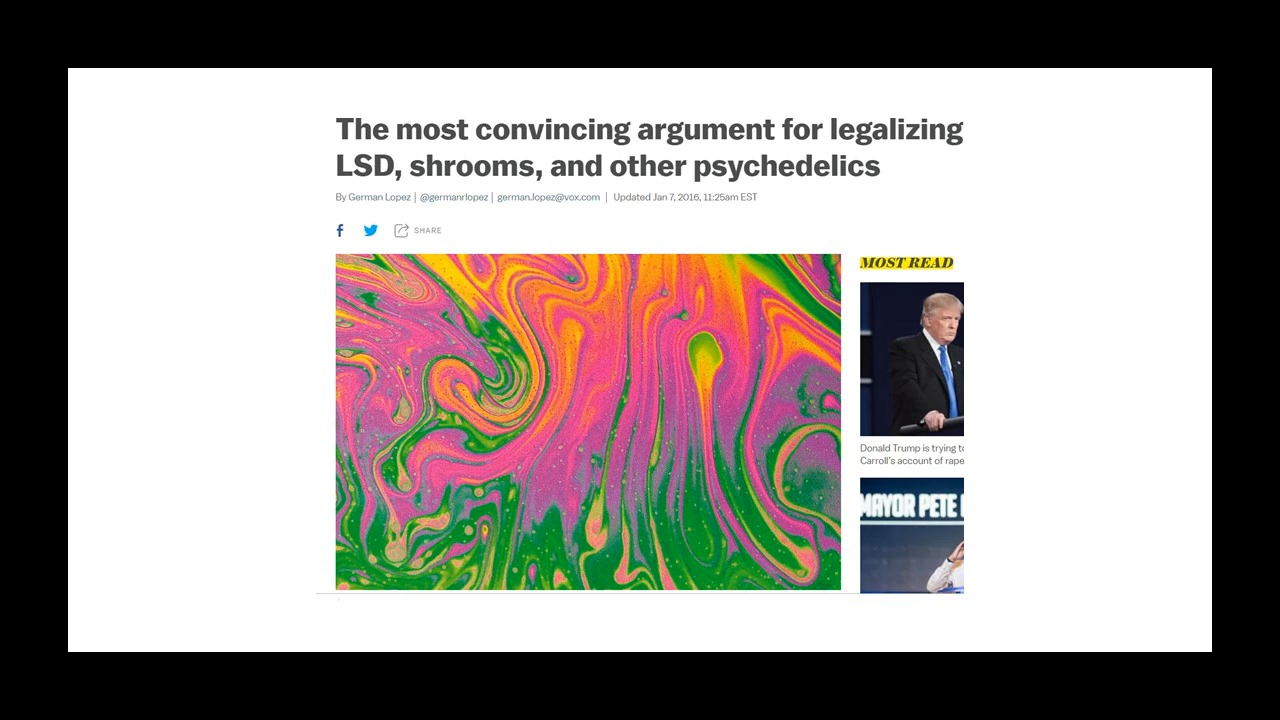 The most convincing argument for legalizing
LSD, shrooms, and other psychedelics
By German Lopez | @germanrlopez | german.lopez@vox.com | Updated Jan 7, 2016, 11:25am EST
SHARE
MOST READ
Donald Trump is trying to
Carroll's account of rape
MAYOR PETE